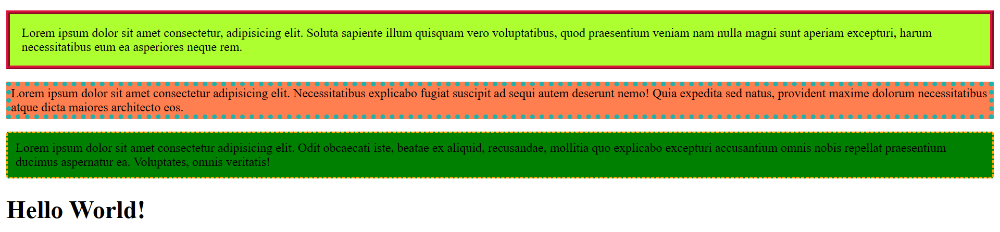 Lorem ipsum dolor sit amet consectetur, adipisicing elit. Soluta sapiente illum quisquam vero voluptatibus, quod praesentium veniam nam nulla magni sunt aperiam excepturi, harum
necessitatibus eum ea asperiores neque rem.
Lorem ipsum dolor sit amet consectetur adipisicing elit. Necessitatibus explicabo fugiat suscipit ad sequi autem deserunt nemo! Quia expedita sed natus, provident maxime dolorum necessitatibus
atque dicta maiores architecto eos.
Lorem ipsum dolor sit amet consectetur adipisicing elit. Odit obcaecati iste, beatae ex aliquid, recusandae, mollitia quo explicabo excepturi accusantium omnis nobis repellat praesentium
ducimus aspernatur ea. Voluptates, omnis veritatis!
Hello World!